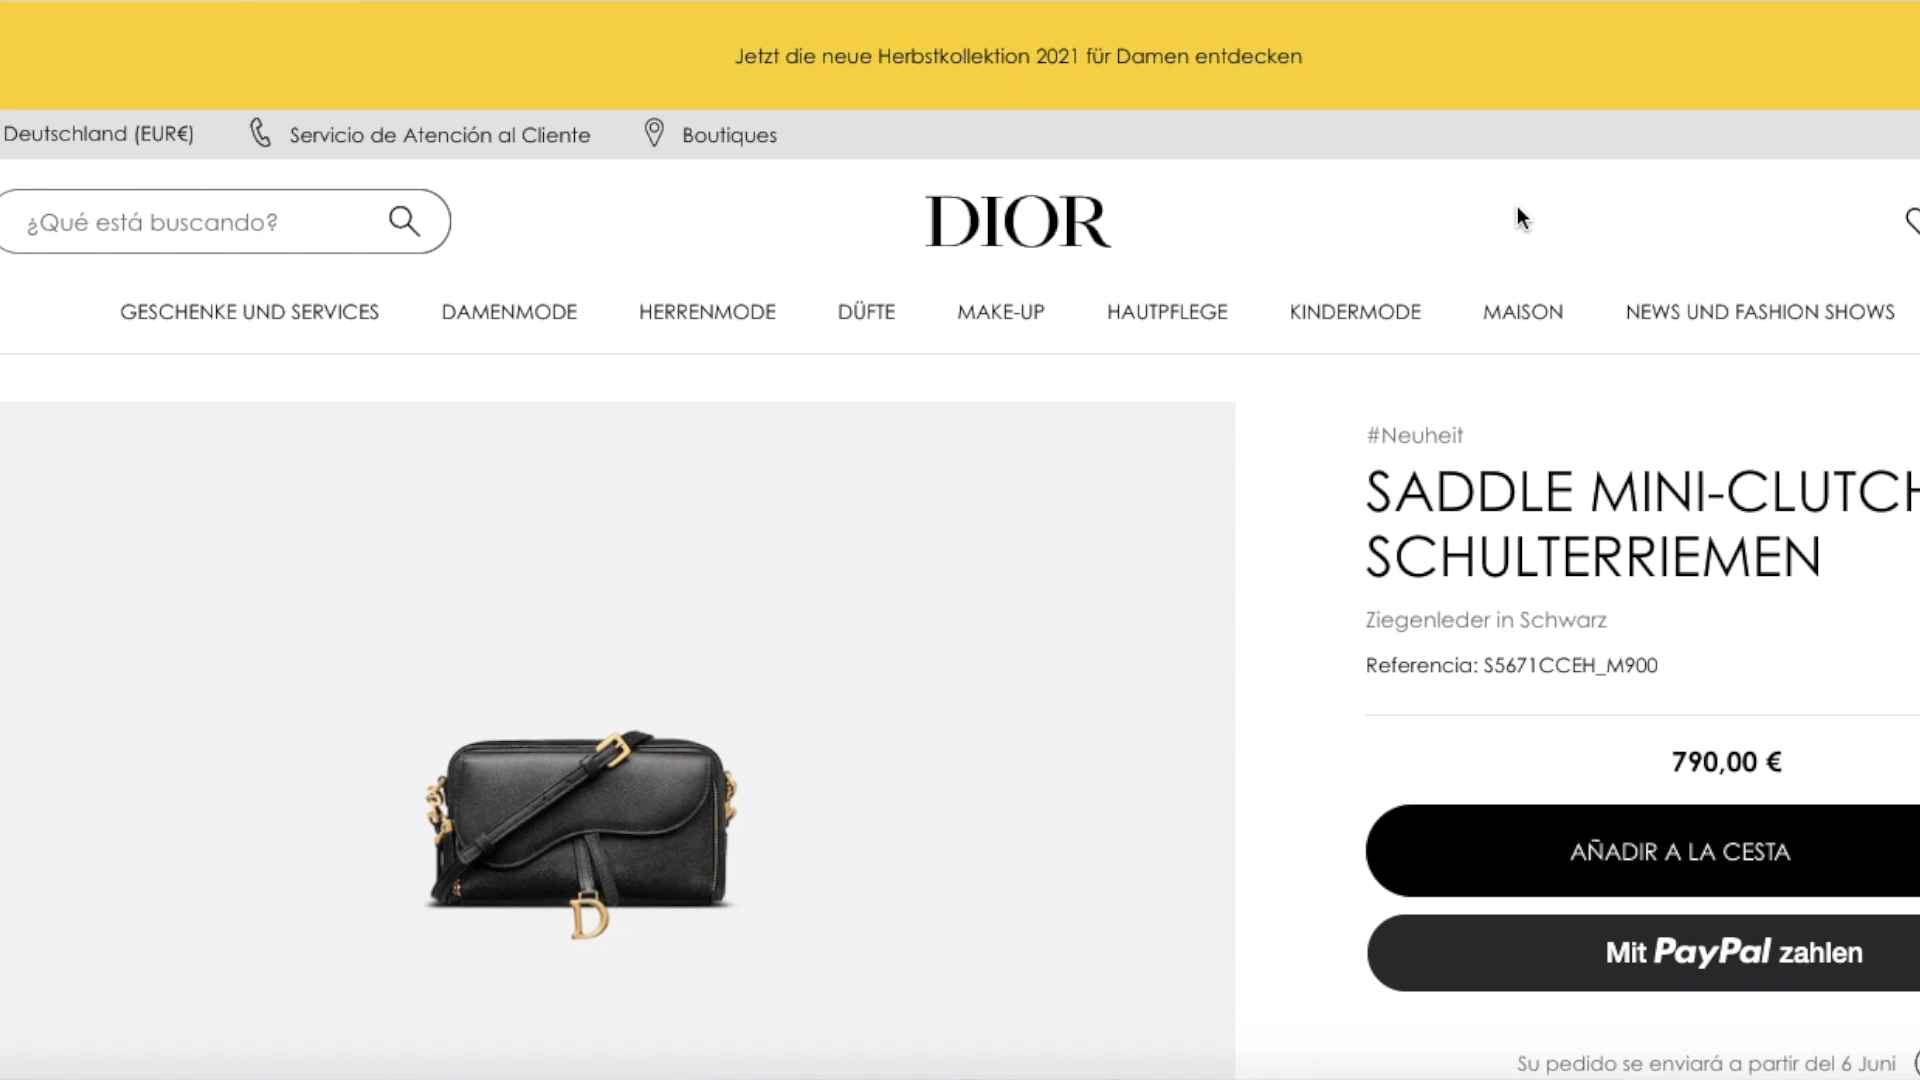 Jetzt die neue Herbstkollektion 2021 für Damen entdecken
Deutschland (EUR€) Servicio de Atención al Cliente Boutiques
¿Qué está buscando?
DIOR
GESCHENKE UND SERVICES DAMENMODE HERRENMODE DÜFTE MAKE-UP HAUTPFLEGE KINDERMODE MAISON NEWS UND FASHION SHOWS
#Neuheit
SADDLE MINI-CLUTCH
SCHULTERRIEMEN
Ziegenleder in Schwarz
Referencia: S5671CCEH_M900
790,00 €
AÑADIR A LA CESTA
Mit PayPal zahlen
Su pedido se enviará a partir del 6 Juni
D